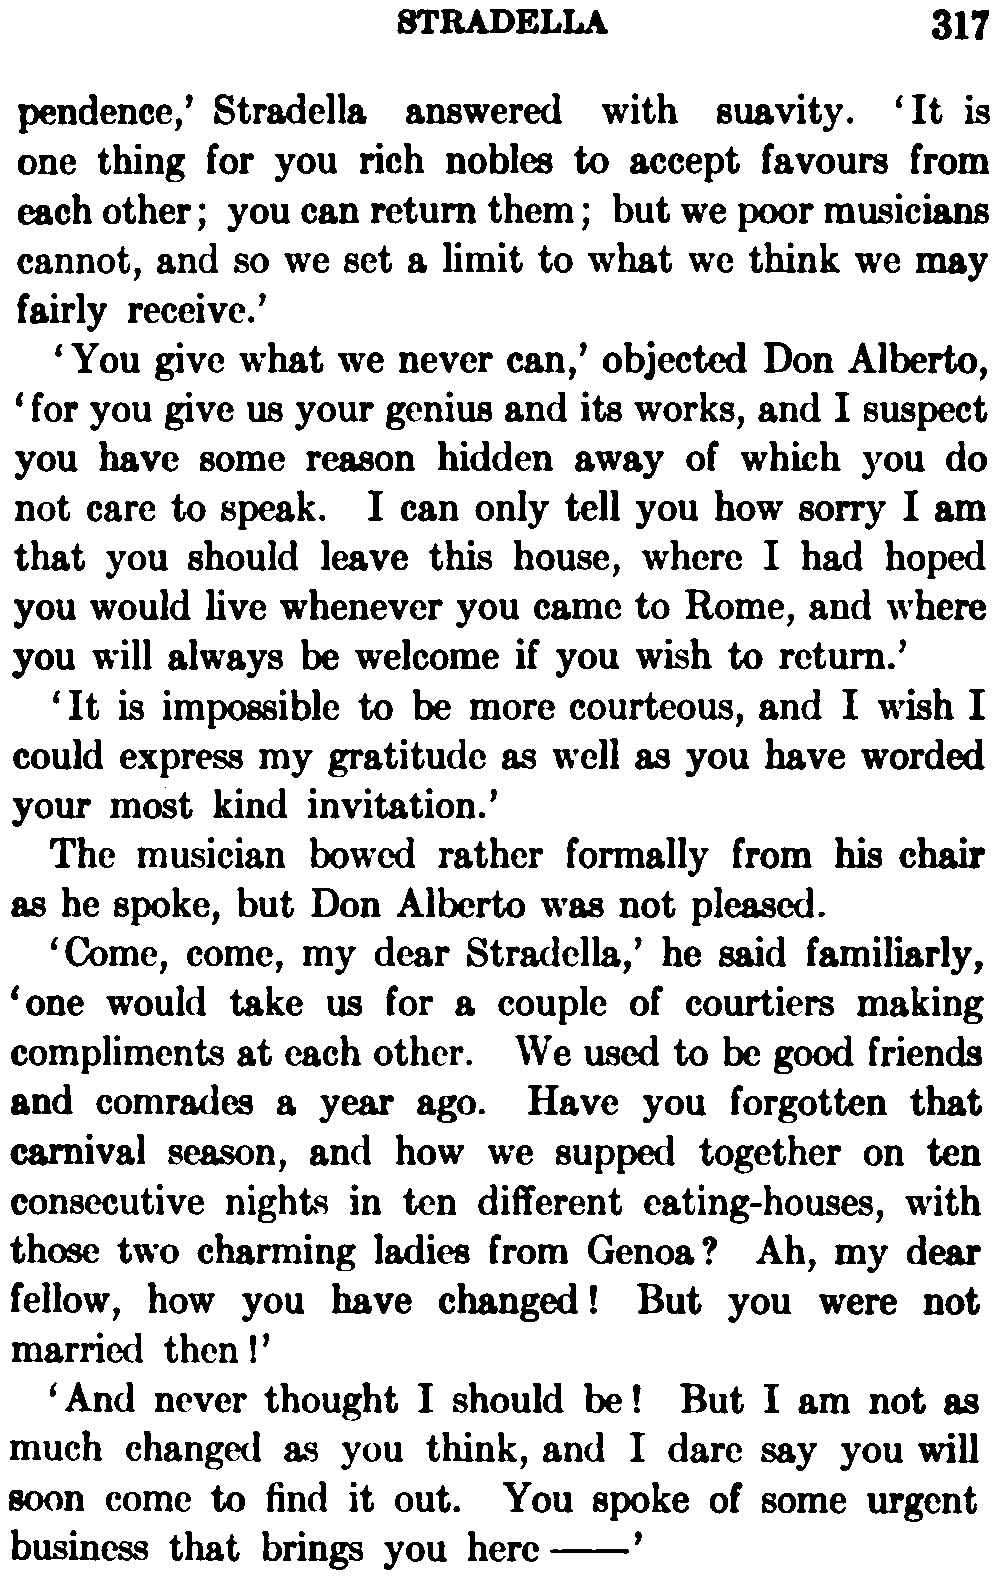 STRADELLA 317
pendence,' Stradella answered with suavity. 'It is
one thing for you rich nobles to accept favours from
each other; you can return them; but we poor musicians
cannot, and so we set a limit to what we think we may
fairly receive.'
'You give what we never can,' objected Don Alberto,
'for you give us your genius and its works, and I suspect
you have some reason hidden away of which you do
not care to speak. I can only tell you how sorry I am
that you should leave this house, where I had hoped
you would live whenever you came to Rome, and where
you will always be welcome if you wish to return.'
'It is impossible to be more courteous, and I wish I
could express my gratitude as well as you have worded
your most kind invitation.'
The musician bowed rather formally from his chair
as he spoke, but Don Alberto was not pleased.
'Come, come, my dear Stradella,' he said familiarly,
'one would take us for a couple of courtiers making
compliments at each other. We used to be good friends
and comrades a year ago. Have you forgotten that
carnival season, and how we supped together on ten
consecutive nights in ten different eating-houses, with
those two charming ladies from Genoa? Ah, my dear
fellow, how you have changed! But you were not
married then!'
'And never thought I should be! But I am not as
much changed as you think, and I dare say you will
soon come to find it out. You spoke of some urgent
business that brings you here ——'